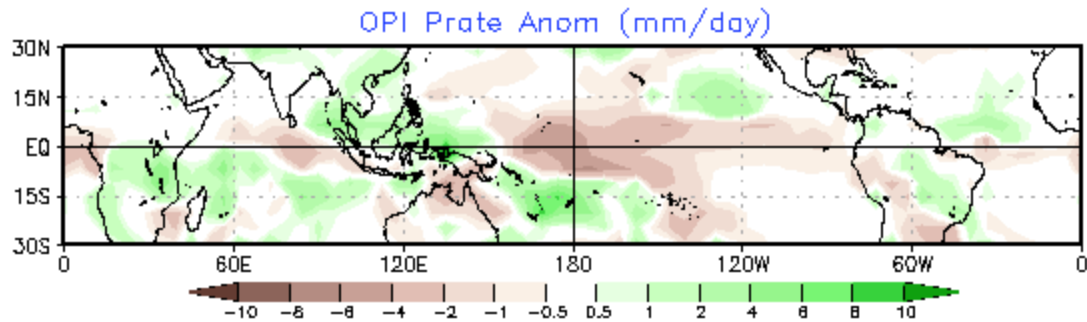 OPI Prate Anom (mm/day)
30N
15N
EQ
15S
30S
0 60E 120E 180 120W 60W 0
-10 -8 -6 -4 -2 -1 -0.5 0.5 1 2 4 6 8 10